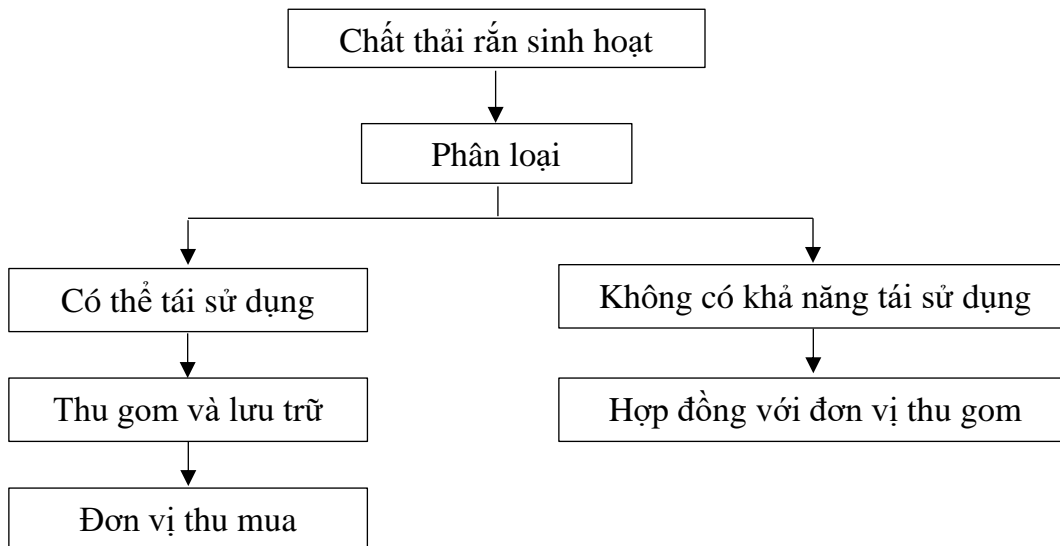 Chất thải rắn sinh hoạt
Phân loại
Có thể tái sử dụng
Không có khả năng tái sử dụng
Thu gom và lưu trữ
Hợp đồng với đơn vị thu gom
Đơn vị thu mua